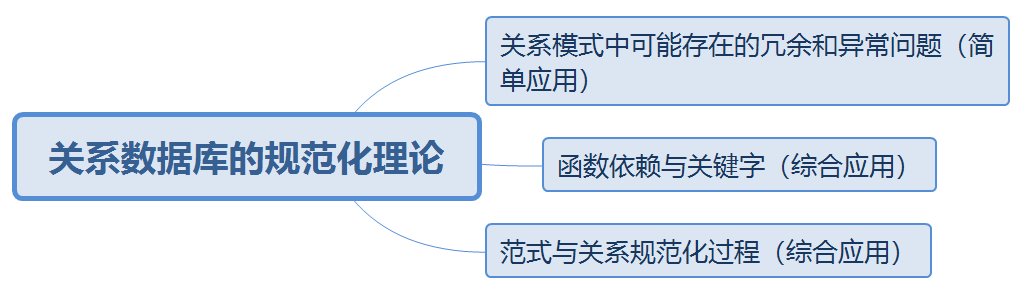 关系模式中可能存在的冗余和异常问题（简
单应用）
关系数据库的规范化理论
函数依赖与关键字（综合应用）
范式与关系规范化过程（综合应用）